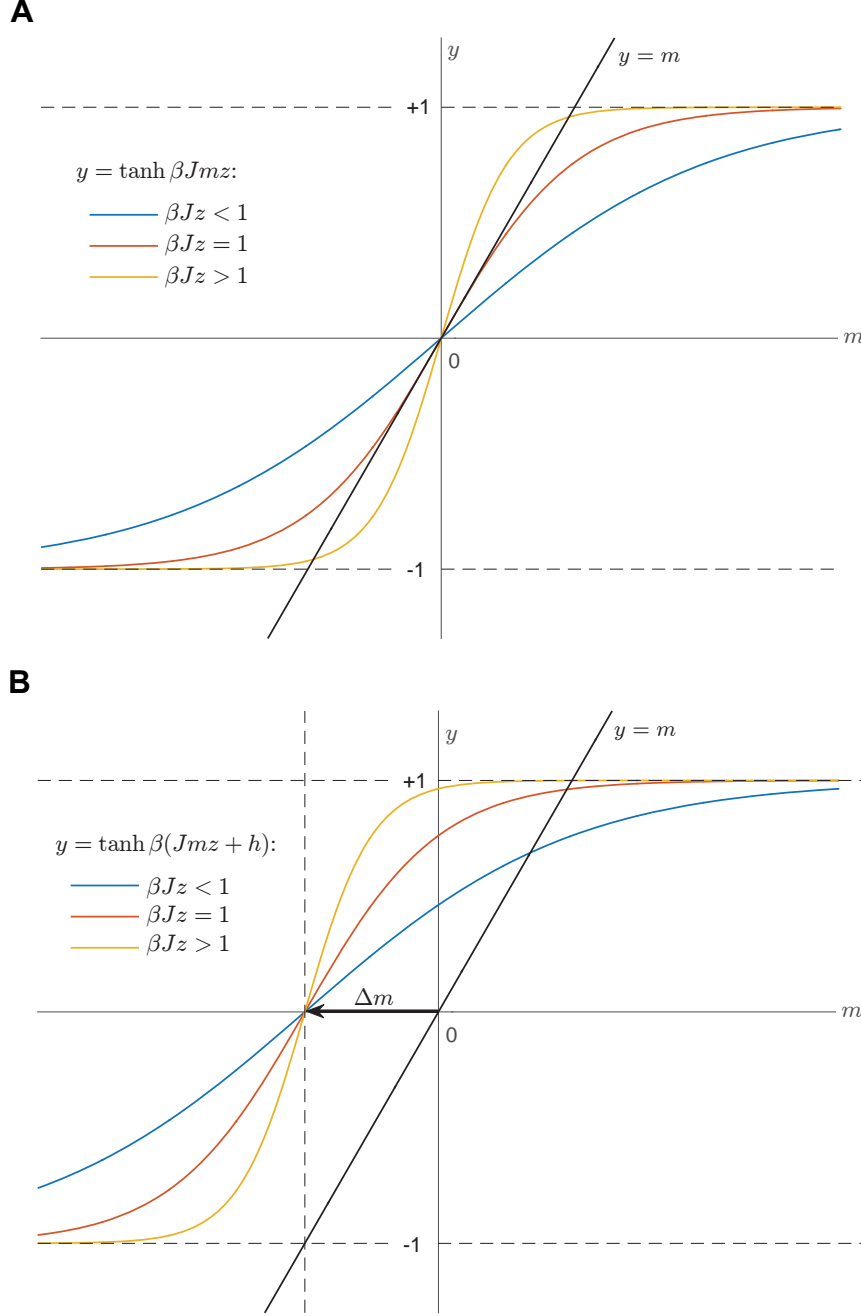 A
y
y = m
+1
y = tanh βJmz:
βJz < 1
βJz = 1
βJz > 1
m
0
-1
B
y
y = m
+1
y = tanh β(Jmz + h):
βJz < 1
βJz = 1
βJz > 1
Δm
m
0
-1